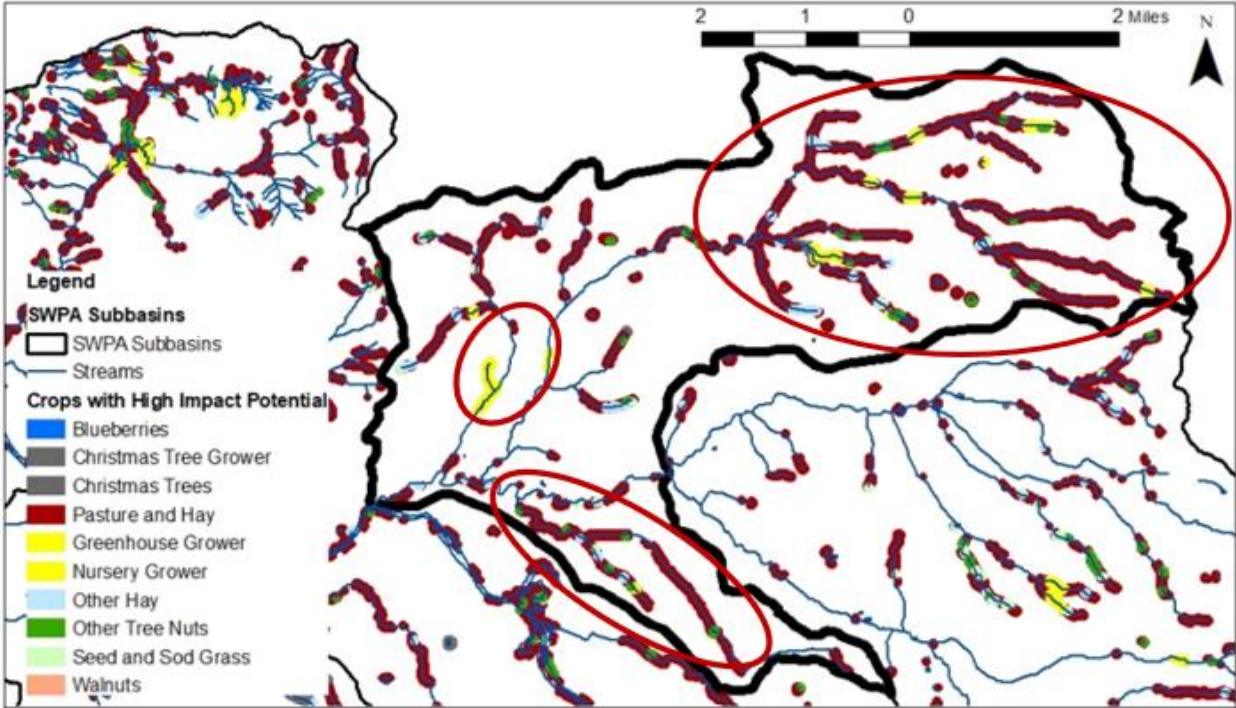 2 1 0 2 Miles
N
Legend
SWPA Subbasins
SWPA Subbasins
Streams
Crops with High Impact Potential
Blueberries
Christmas Tree Grower
Christmas Trees
Pasture and Hay
Greenhouse Grower
Nursery Grower
Other Hay
Other Tree Nuts
Seed and Sod Grass
Walnuts